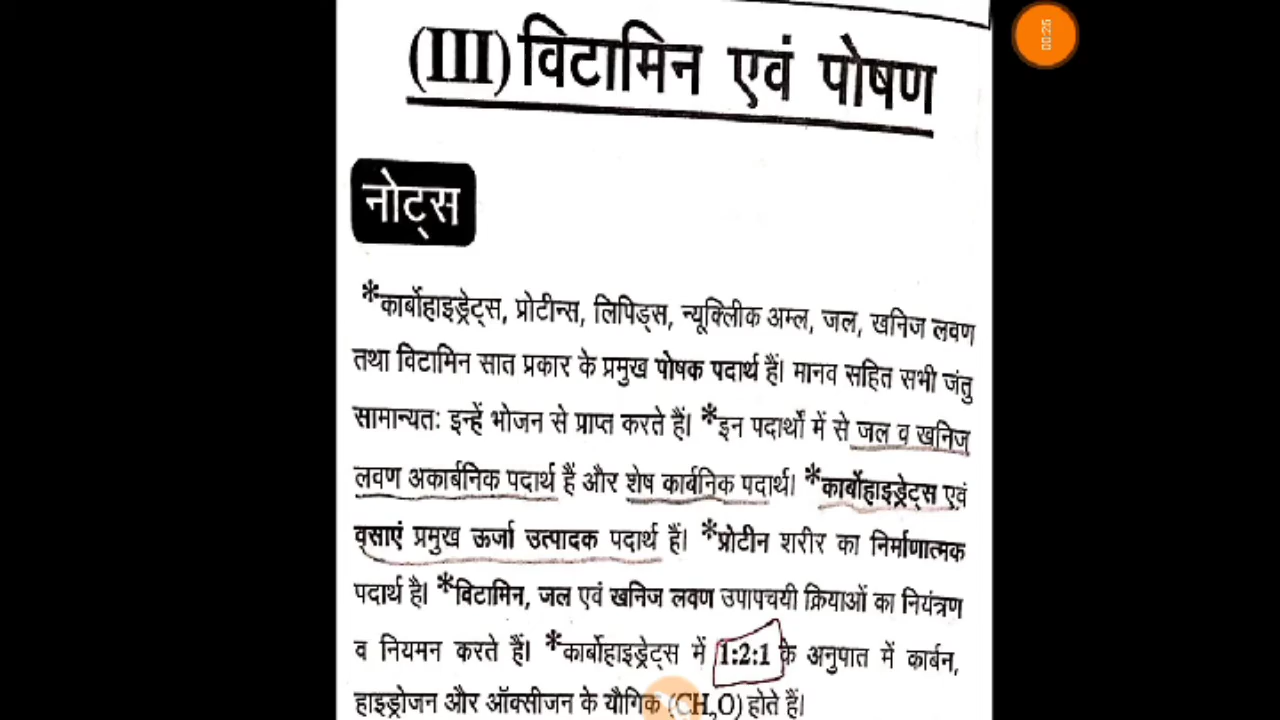 00:25
(III) विटामिन एवं पोषण
नोट्स
*कार्बोहाइड्रेट्स, प्रोटीन्स, लिपिड्स, न्यूक्लीक अम्ल, जल, खनिज लवण
तथा विटामिन सात प्रकार के प्रमुख पोषक पदार्थ हैं। मानव सहित सभी जंतु
सामान्यतः इन्हें भोजन से प्राप्त करते हैं। *इन पदार्थों में से जल व खनिज
लवण अकार्बनिक पदार्थ हैं और शेष कार्बनिक पदार्थ। *कार्बोहाइड्रेट्स एवं
वसाएं प्रमुख ऊर्जा उत्पादक पदार्थ हैं। *प्रोटीन शरीर का निर्माणात्मक
पदार्थ है। *विटामिन, जल एवं खनिज लवण उपापचयी क्रियाओं का नियंत्रण
व नियमन करते हैं। *कार्बोहाइड्रेट्स में 1:2:1 के अनुपात में कार्बन,
हाइड्रोजन और ऑक्सीजन के यौगिक (CH₂O) होते हैं।